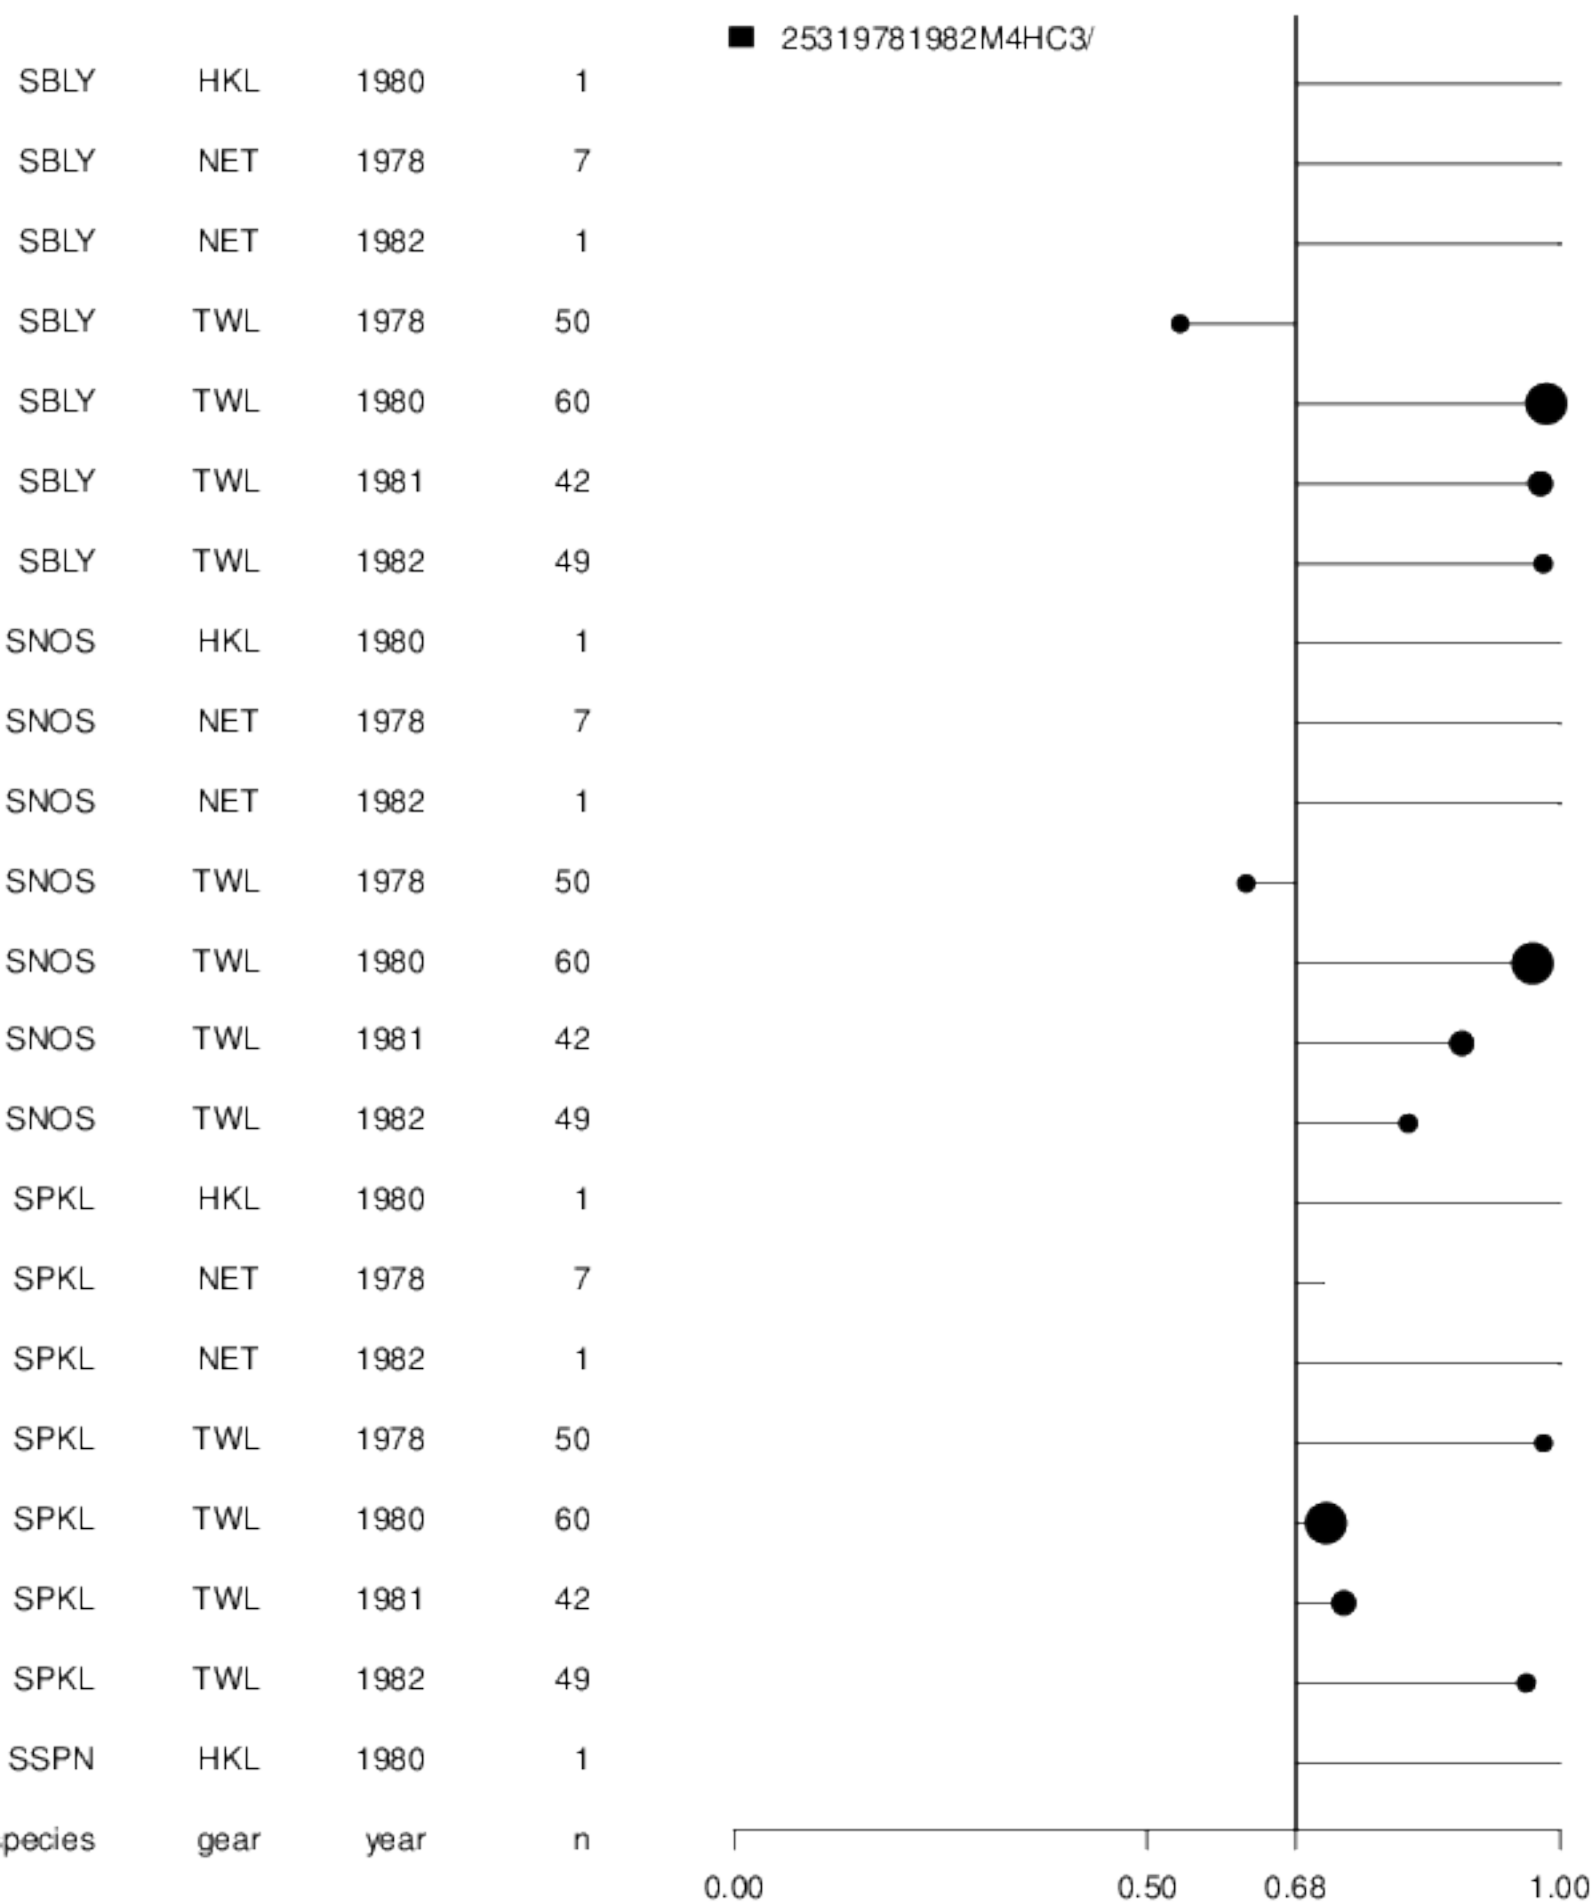 25319781982M4HC3/
SBLY HKL 1980 1
SBLY NET 1978 7
SBLY NET 1982 1
SBLY TWL 1978 50
SBLY TWL 1980 60
SBLY TWL 1981 42
SBLY TWL 1982 49
SNOS HKL 1980 1
SNOS NET 1978 7
SNOS NET 1982 1
SNOS TWL 1978 50
SNOS TWL 1980 60
SNOS TWL 1981 42
SNOS TWL 1982 49
SPKL HKL 1980 1
SPKL NET 1978 7
SPKL NET 1982 1
SPKL TWL 1978 50
SPKL TWL 1980 60
SPKL TWL 1981 42
SPKL TWL 1982 49
SSPN HKL 1980 1
pecies gear year n
0.00 0.50 0.68 1.00